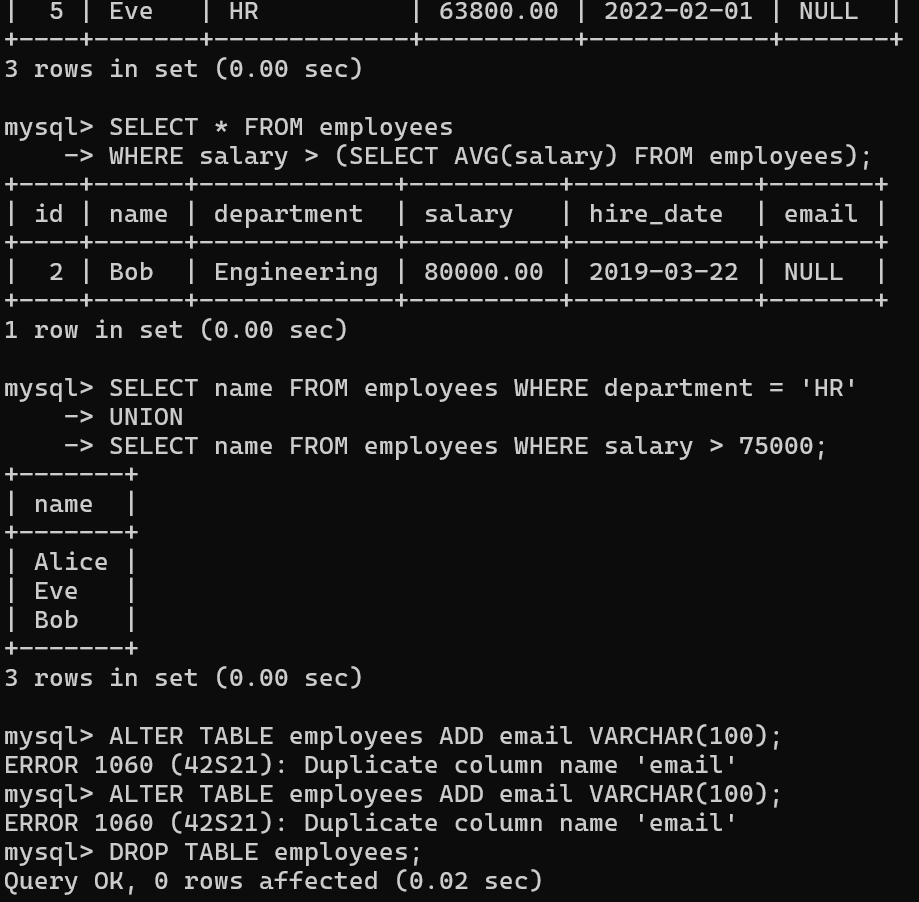 |  5 | Eve   | HR          | 63800.00 | 2022-02-01 | NULL  |
+----+-------+-------------+----------+------------+-------+
3 rows in set (0.00 sec)

mysql> SELECT * FROM employees
    -> WHERE salary > (SELECT AVG(salary) FROM employees);
+----+------+-------------+----------+------------+-------+
| id | name | department  | salary   | hire_date  | email |
+----+------+-------------+----------+------------+-------+
|  2 | Bob  | Engineering | 80000.00 | 2019-03-22 | NULL  |
+----+------+-------------+----------+------------+-------+
1 row in set (0.00 sec)

mysql> SELECT name FROM employees WHERE department = 'HR'
    -> UNION
    -> SELECT name FROM employees WHERE salary > 75000;
+-------+
| name  |
+-------+
| Alice |
| Eve   |
| Bob   |
+-------+
3 rows in set (0.00 sec)

mysql> ALTER TABLE employees ADD email VARCHAR(100);
ERROR 1060 (42S21): Duplicate column name 'email'
mysql> ALTER TABLE employees ADD email VARCHAR(100);
ERROR 1060 (42S21): Duplicate column name 'email'
mysql> DROP TABLE employees;
Query OK, 0 rows affected (0.02 sec)